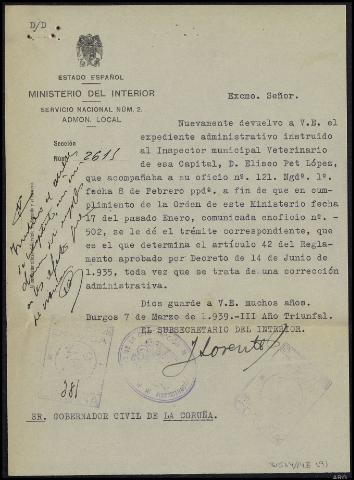 D/D
ESTADO ESPAÑOL
MINISTERIO DEL INTERIOR
SERVICIO NACIONAL NÚM. 2
ADMON. LOCAL
Sección
Núm. 2615
Excmo. Señor.
Nuevamente devuelvo a V.E. el
expediente administrativo instruido
al Inspector municipal Veterinario
de esa Capital, D. Eliseo Pet López,
que acompañaba a su oficio nº. 121. Ngdº. 1º
fecha 8 de Febrero ppdº. a fin de que en cum-
plimiento de la Orden de este Ministerio fecha
17 del pasado Enero, comunicada enoficio nº. -
502, se le dé el trámite correspondiente, que
es el que determina el artículo 42 del Regla-
mento aprobado por Decreto de 14 de Junio de
1.935, toda vez que se trata de una corrección
administrativa.
Dios guarde a V.E. muchos años.
Burgos 7 de Marzo de 1.939.-III Año Triunfal.
EL SUBSECRETARIO DEL INTERIOR.
J Lorente
381
SR. GOBERNADOR CIVIL DE LA CORUÑA.